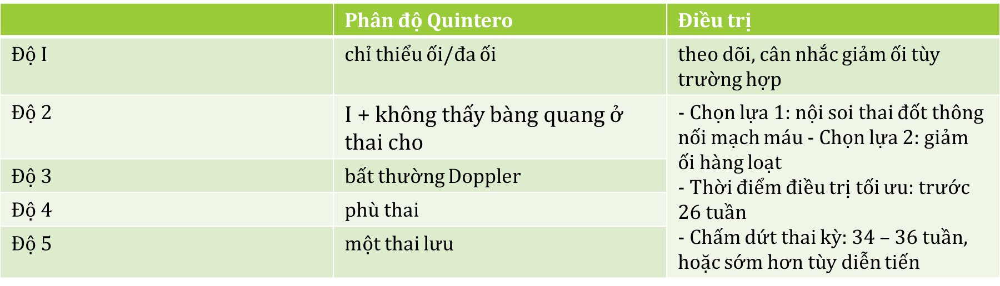 Phân độ Quintero
Điều trị
Độ I
chỉ thiểu ối/đa ối
theo dõi, cân nhắc giảm ối tùy
trường hợp
Độ 2
I + không thấy bàng quang ở
thai cho
- Chọn lựa 1: nội soi thai đốt thông
nối mạch máu - Chọn lựa 2: giảm
ối hàng loạt
- Thời điểm điều trị tối ưu: trước
26 tuần
- Chấm dứt thai kỳ: 34 – 36 tuần,
hoặc sớm hơn tùy diễn tiến
Độ 3
bất thường Doppler
Độ 4
phù thai
Độ 5
một thai lưu